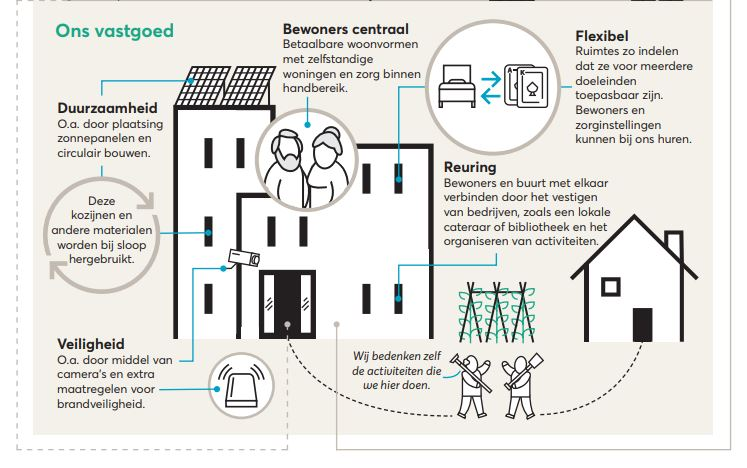 Ons vastgoed
Bewoners centraal
Betaalbare woonvormen
met zelfstandige
woningen en zorg binnen
handbereik.
Flexibel
Ruimtes zo indelen
dat ze voor meerdere
doeleinden
toepasbaar zijn.
Bewoners en
zorginstellingen
kunnen bij ons huren.
A
K
Duurzaamheid
O.a. door plaatsing
zonnepanelen en
circulair bouwen.
Deze
kozijnen en
andere materialen
worden bij sloop
hergebruikt.
Reuring
Bewoners en buurt met elkaar
verbinden door het vestigen
van bedrijven, zoals een lokale
cateraar of bibliotheek en het
organiseren van activiteiten.
Veiligheid
O.a. door middel van
camera's en extra
maatregelen voor
brandveiligheid.
Wij bedenken zelf
de activiteiten die
we hier doen.